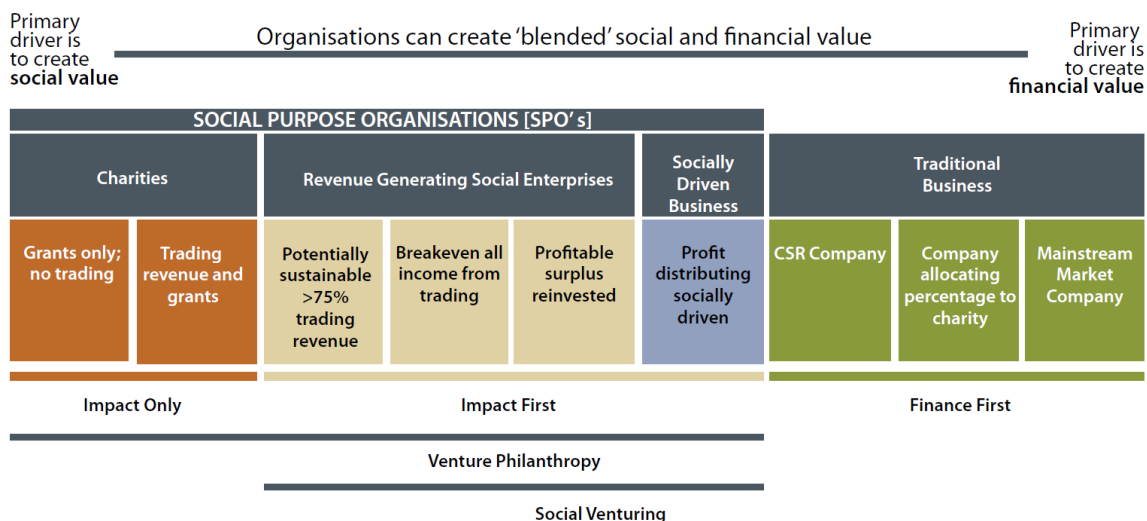 Primary
driver is
to create
social value
Organisations can create ‘blended’ social and financial value
Primary
driver is
to create
financial value
SOCIAL PURPOSE ORGANISATIONS [SPO’ s]
Charities
Revenue Generating Social Enterprises
Socially
Driven
Business
Traditional
Business
Grants only;
no trading
Trading
revenue and
grants
Potentially
sustainable
>75%
trading
revenue
Breakeven all
income from
trading
Profitable
surplus
reinvested
Profit
distributing
socially
driven
CSR Company
Company
allocating
percentage to
charity
Mainstream
Market
Company
Impact Only
Impact First
Finance First
Venture Philanthropy
Social Venturing